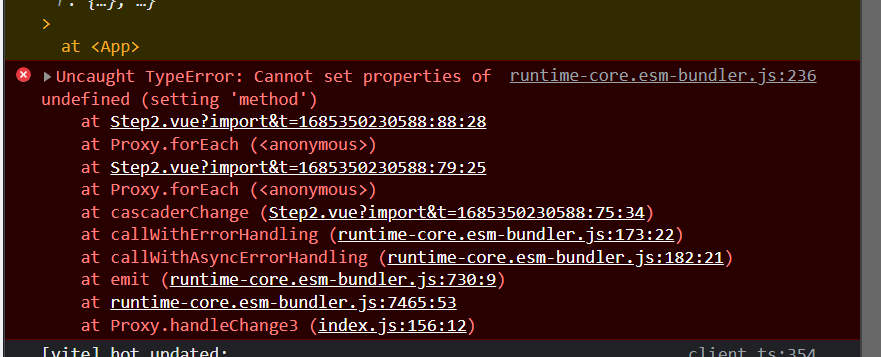 >
at <App>
Uncaught TypeError: Cannot set properties of runtime-core.esm-bundler.js:236
undefined (setting 'method')
at Step2.vue?import&t=1685350230588:88:28
at Proxy.forEach (<anonymous>)
at Step2.vue?import&t=1685350230588:79:25
at Proxy.forEach (<anonymous>)
at cascaderChange (Step2.vue?import&t=1685350230588:75:34)
at callWithErrorHandling (runtime-core.esm-bundler.js:173:22)
at callWithAsyncErrorHandling (runtime-core.esm-bundler.js:182:21)
at emit (runtime-core.esm-bundler.js:730:9)
at runtime-core.esm-bundler.js:7465:53
at Proxy.handleChange3 (index.js:156:12)
[vite] hot updated: client.ts:354